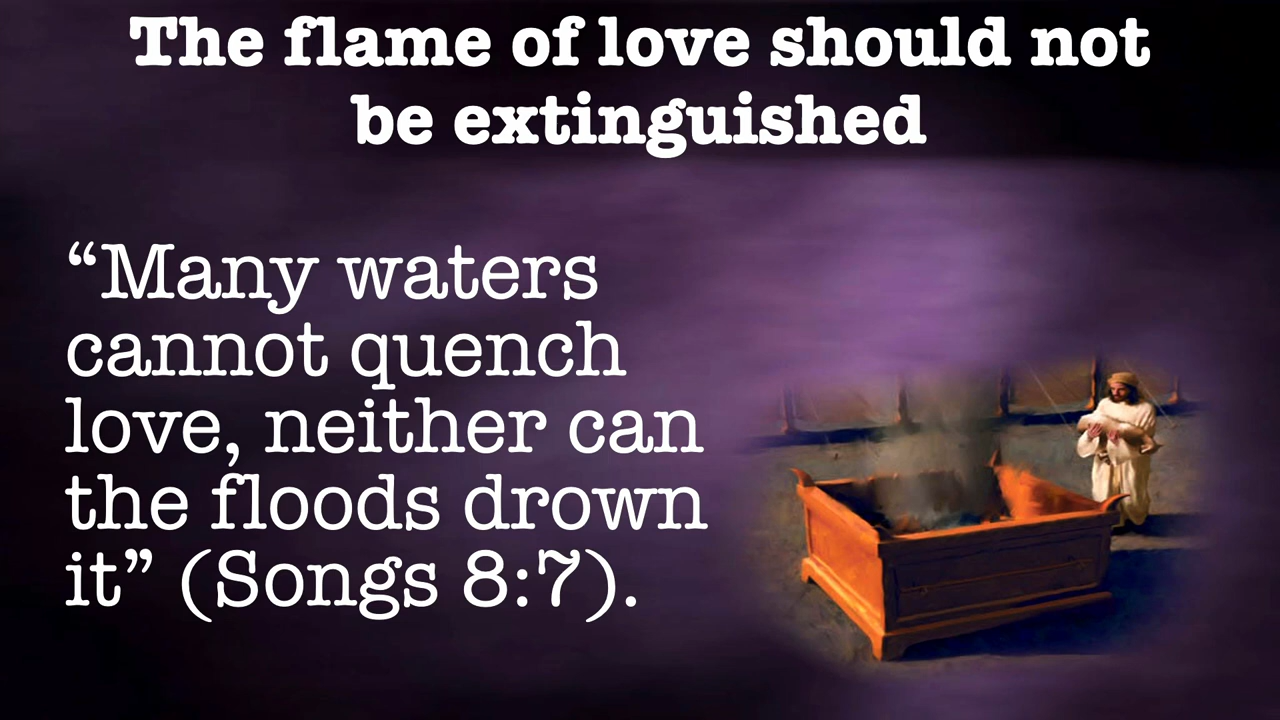 The flame of love should not
be extinguished
“Many waters
cannot quench
love, neither can
the floods drown
it” (Songs 8:7).